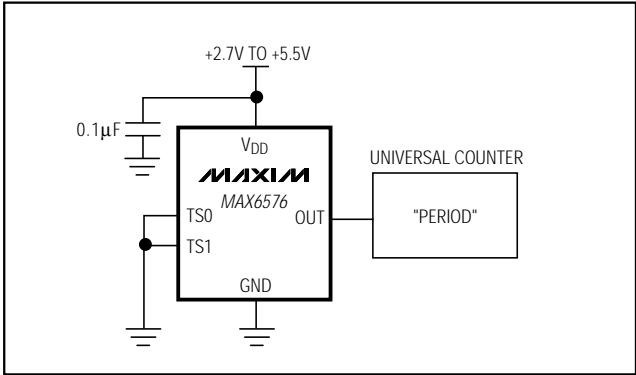 +2.7V TO +5.5V
0.1μF
VDD
MAXIM
MAX6576
TS0
TS1
OUT
GND
UNIVERSAL COUNTER
"PERIOD"